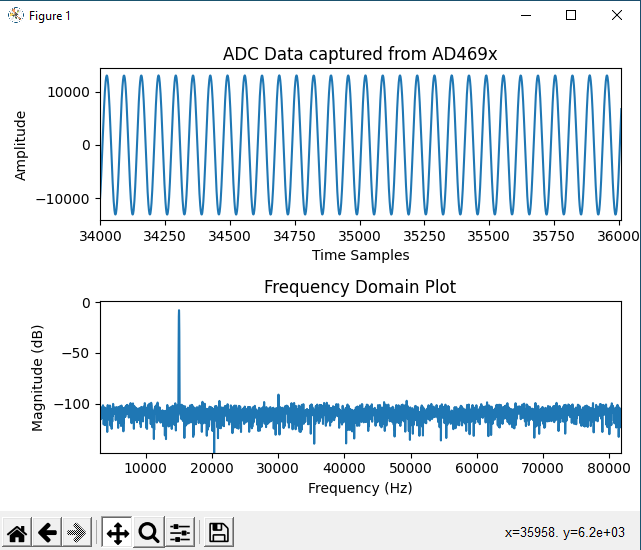 Figure 1
ADC Data captured from AD469x
10000
0
−10000
Amplitude
34000 34250 34500 34750 35000 35250 35500 35750 36000
Time Samples
Frequency Domain Plot
0
−50
−100
Magnitude (dB)
10000 20000 30000 40000 50000 60000 70000 80000
Frequency (Hz)
x=35958. y=6.2e+03